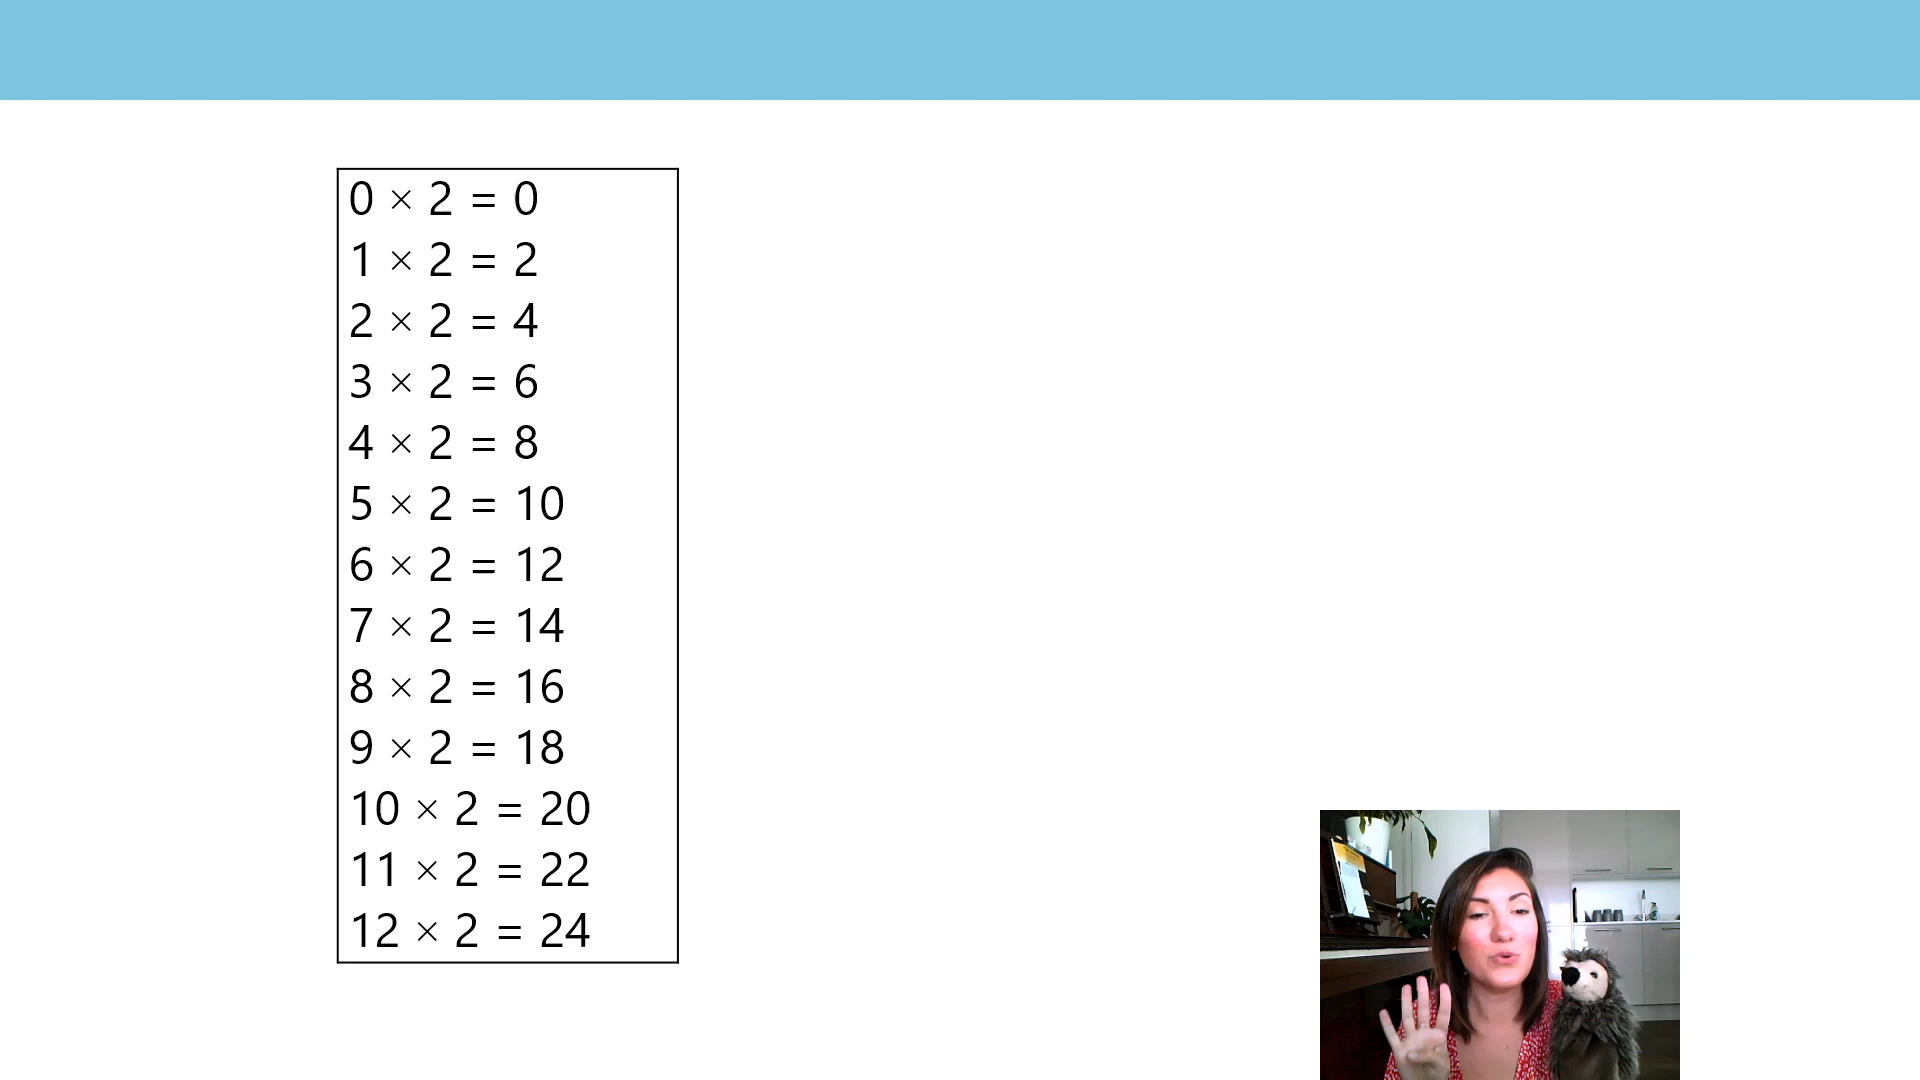 0 × 2 = 0
1 × 2 = 2
2 × 2 = 4
3 × 2 = 6
4 × 2 = 8
5 × 2 = 10
6 × 2 = 12
7 × 2 = 14
8 × 2 = 16
9 × 2 = 18
10 × 2 = 20
11 × 2 = 22
12 × 2 = 24